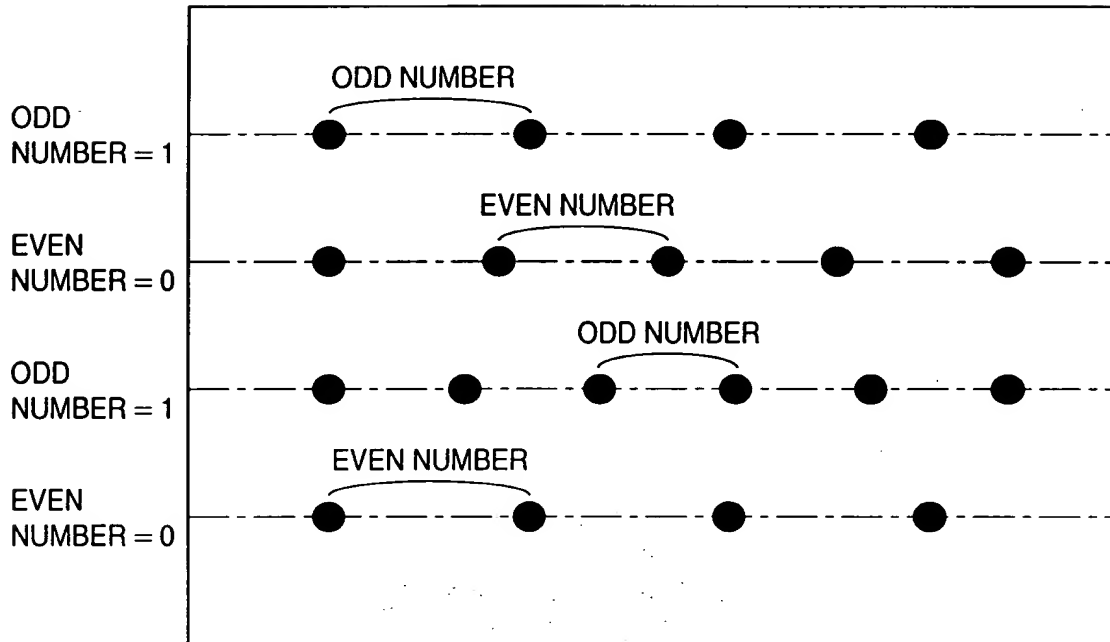 ODD NUMBER
ODD
NUMBER = 1
EVEN NUMBER
EVEN
NUMBER = 0
ODD NUMBER
ODD
NUMBER = 1
EVEN NUMBER
EVEN
NUMBER = 0